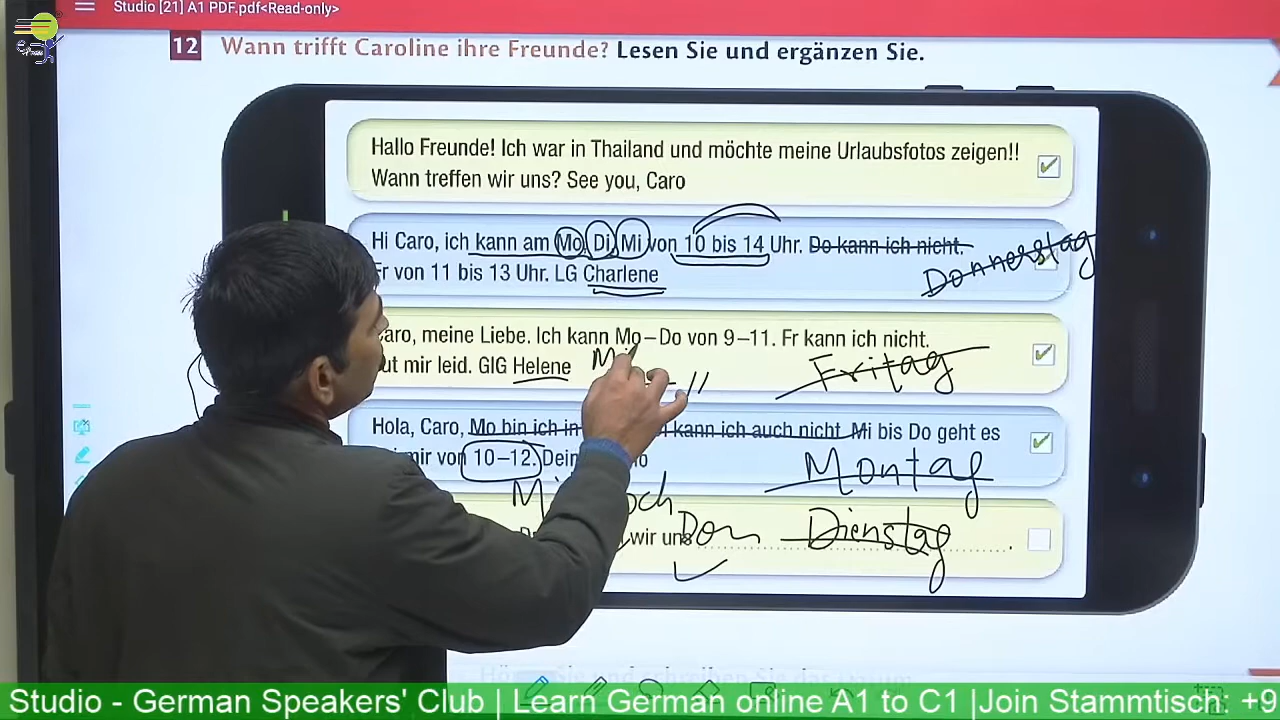 Studio [21] A1 PDF.pdf<Read-only>
12 Wann trifft Caroline ihre Freunde? Lesen Sie und ergänzen Sie.
Hallo Freunde! Ich war in Thailand und möchte meine Urlaubsfotos zeigen!!
Wann treffen wir uns? See you, Caro
Hi Caro, ich kann am Mo, Di, Mi von 10 bis 14 Uhr. Do kann ich nicht.
Fr von 11 bis 13 Uhr. LG Charlene
Donnerstag
Caro, meine Liebe. Ich kann Mo–Do von 9–11. Fr kann ich nicht.
mir leid. GIG Helene
Fritag
Hola, Caro, Mo bin ich in kann ich auch nicht. Mi bis Do geht es
mir von 10–12.
Montag
wir uns
Don
Dienstag
Studio - German Speakers' Club | Learn German online A1 to C1 |Join Stammtisch: +9